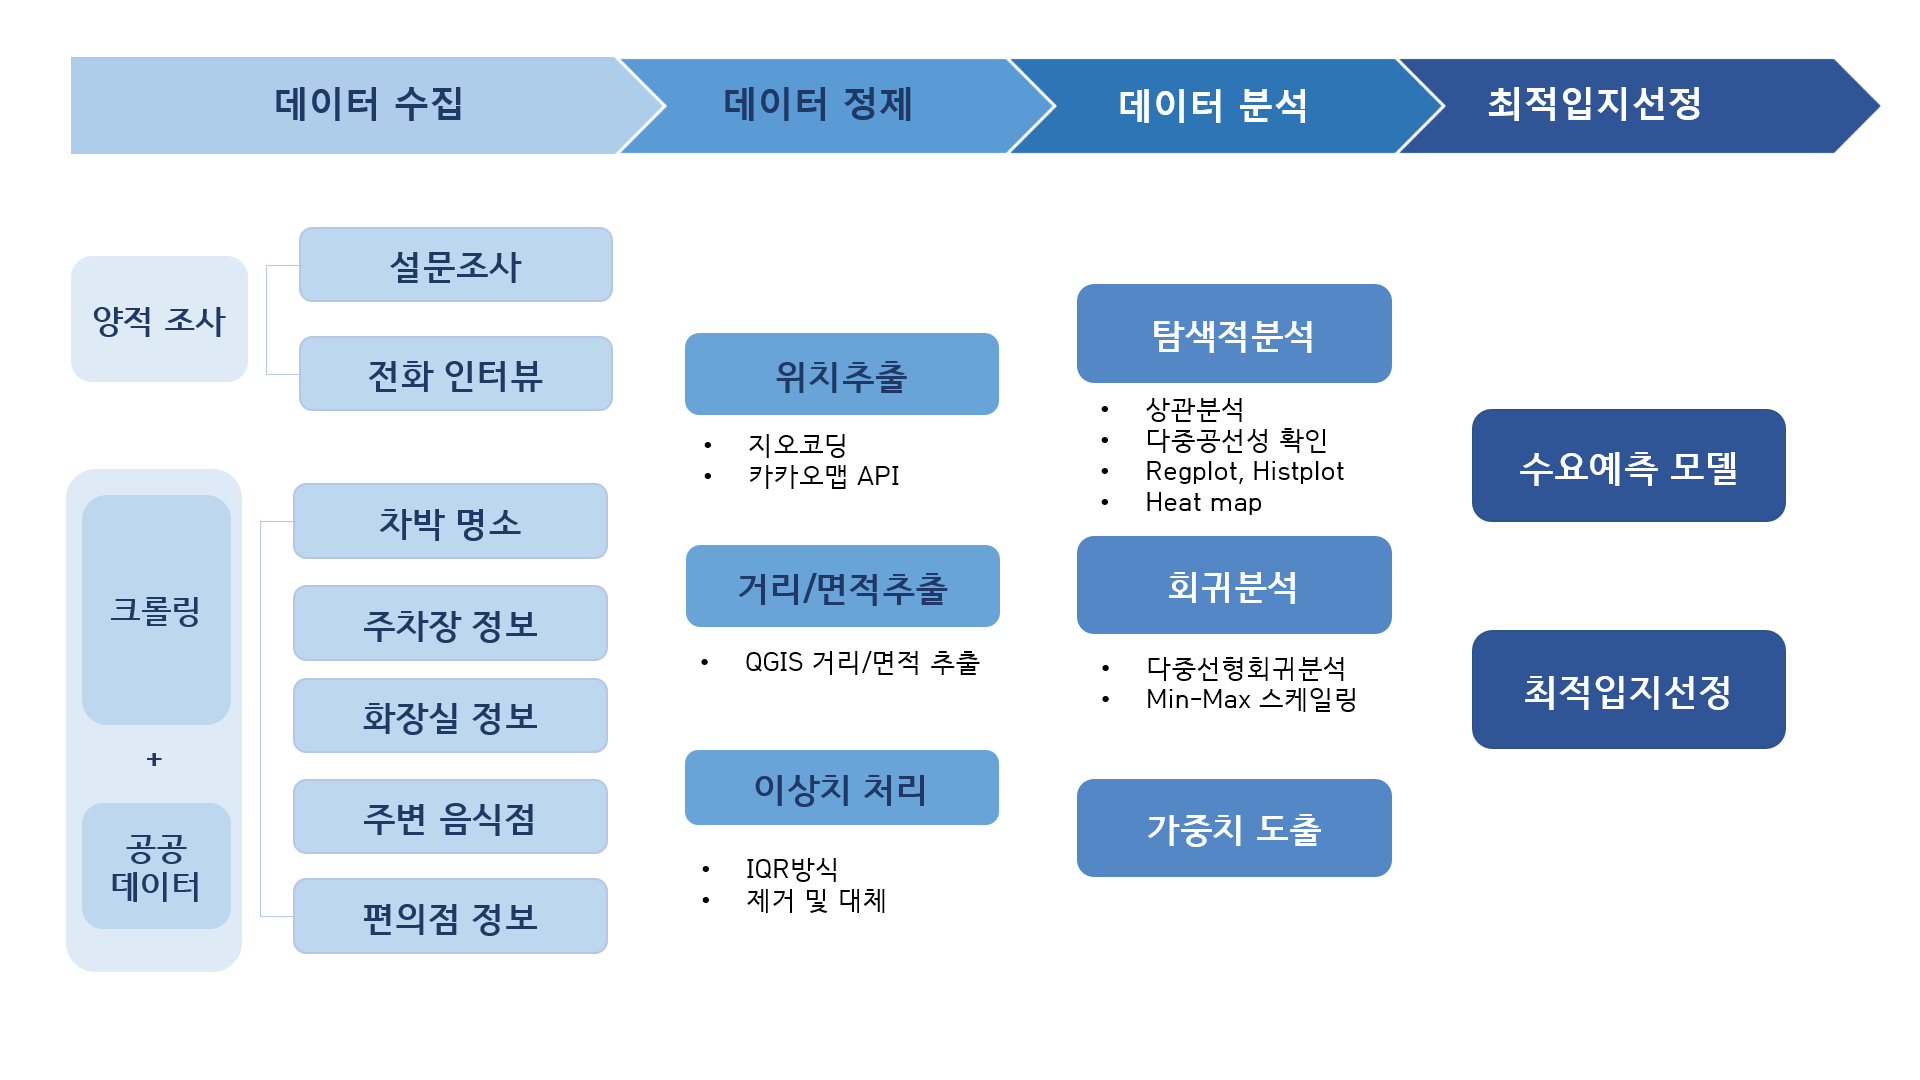 데이터 수집
데이터 정제
데이터 분석
최적입지선정
양적 조사
설문조사
전화 인터뷰
크롤링
+
공공
데이터
차박 명소
주차장 정보
화장실 정보
주변 음식점
편의점 정보
위치추출
• 지오코딩
• 카카오맵 API
거리/면적추출
• QGIS 거리/면적 추출
이상치 처리
• IQR방식
• 제거 및 대체
탐색적분석
• 상관분석
• 다중공선성 확인
• Regplot, Histplot
• Heat map
회귀분석
• 다중선형회귀분석
• Min-Max 스케일링
가중치 도출
수요예측 모델
최적입지선정